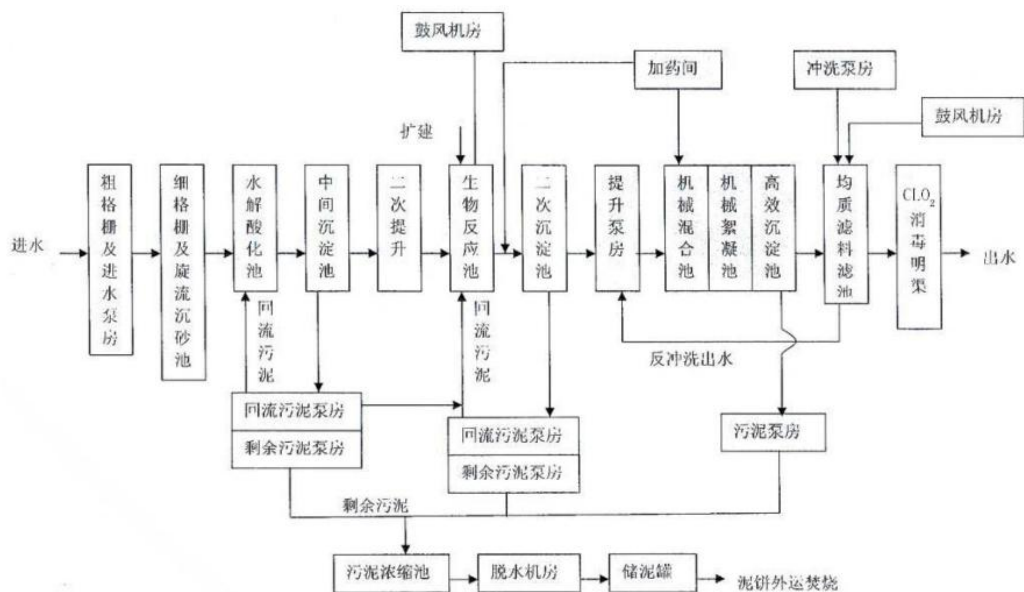 鼓风机房
加药间
冲洗泵房
鼓风机房
扩建
进水
粗格栅及进水泵房
细格栅及旋流沉砂池
水解酸化池
中间沉淀池
二次提升
生物反应池
二次沉淀池
提升泵房
机械混合池
机械絮凝池
高效沉淀池
均质滤料滤池
CLO₂消毒明渠
出水
回流污泥
回流污泥
反冲洗出水
回流污泥泵房
剩余污泥泵房
回流污泥泵房
剩余污泥泵房
污泥泵房
剩余污泥
污泥浓缩池
脱水机房
储泥罐
泥饼外运焚烧